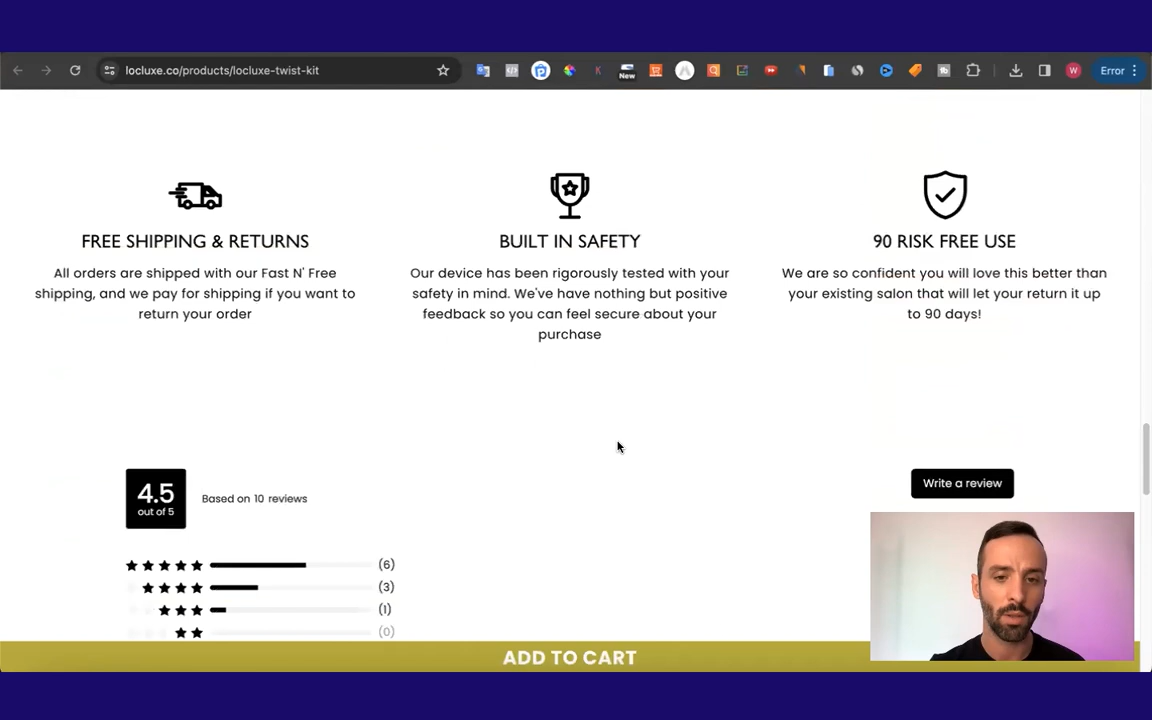 locluxe.co/products/locluxe-twist-kit
New
W
Error
FREE SHIPPING & RETURNS
All orders are shipped with our Fast N' Free
shipping, and we pay for shipping if you want to
return your order
BUILT IN SAFETY
Our device has been rigorously tested with your
safety in mind. We've have nothing but positive
feedback so you can feel secure about your
purchase
90 RISK FREE USE
We are so confident you will love this better than
your existing salon that will let your return it up
to 90 days!
4.5
out of 5
Based on 10 reviews
Write a review
(6)
(3)
(1)
(0)
ADD TO CART